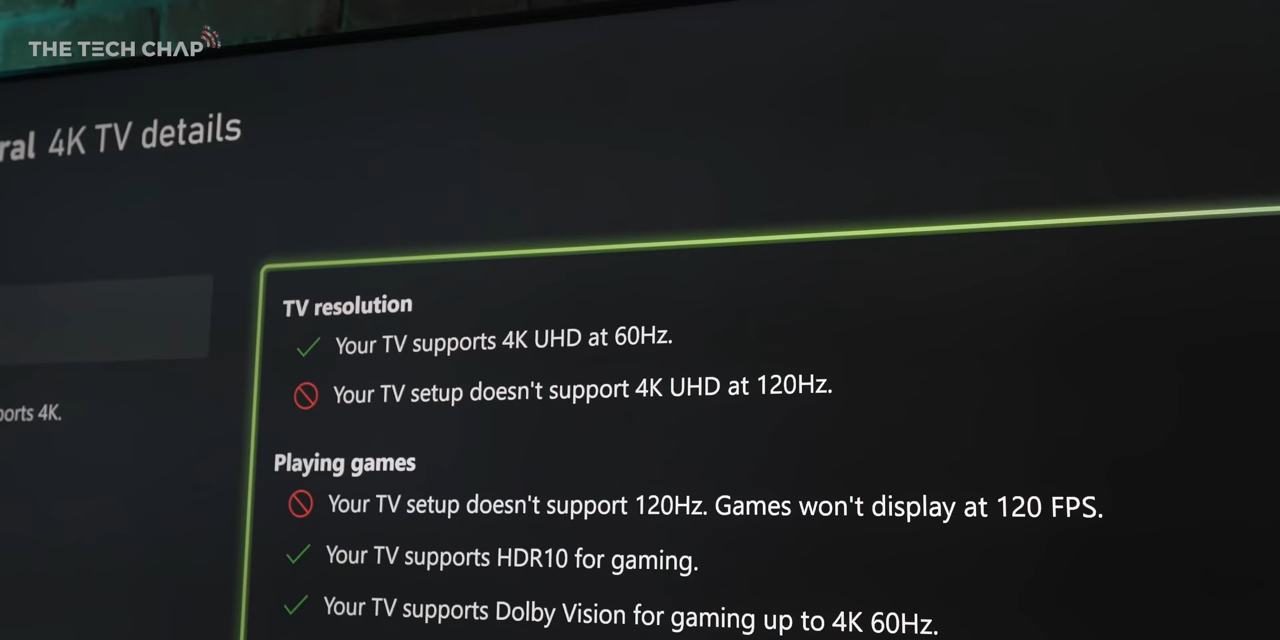 THE TECH CHAP
ral 4K TV details
TV resolution
Your TV supports 4K UHD at 60Hz.
Your TV setup doesn't support 4K UHD at 120Hz.
ports 4K.
Playing games
Your TV setup doesn't support 120Hz. Games won't display at 120 FPS.
Your TV supports HDR10 for gaming.
Your TV supports Dolby Vision for gaming up to 4K 60Hz.